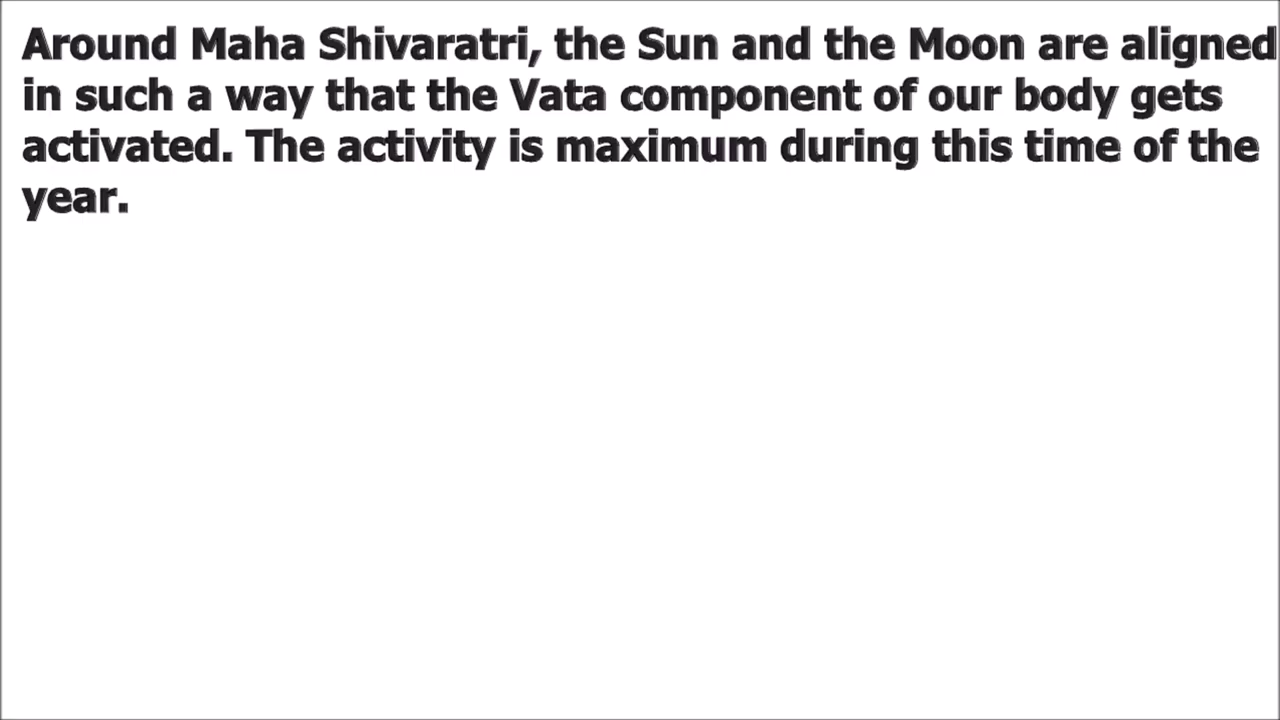 Around Maha Shivaratri, the Sun and the Moon are aligned
in such a way that the Vata component of our body gets
activated. The activity is maximum during this time of the
year.